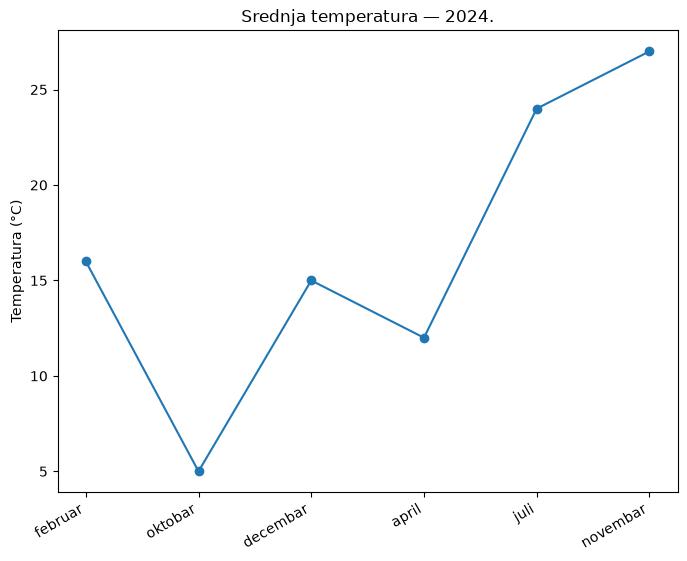 Srednja temperatura — 2024.
Temperatura (°C)
25
20
15
10
5
februar
oktobar
decembar
april
juli
novembar